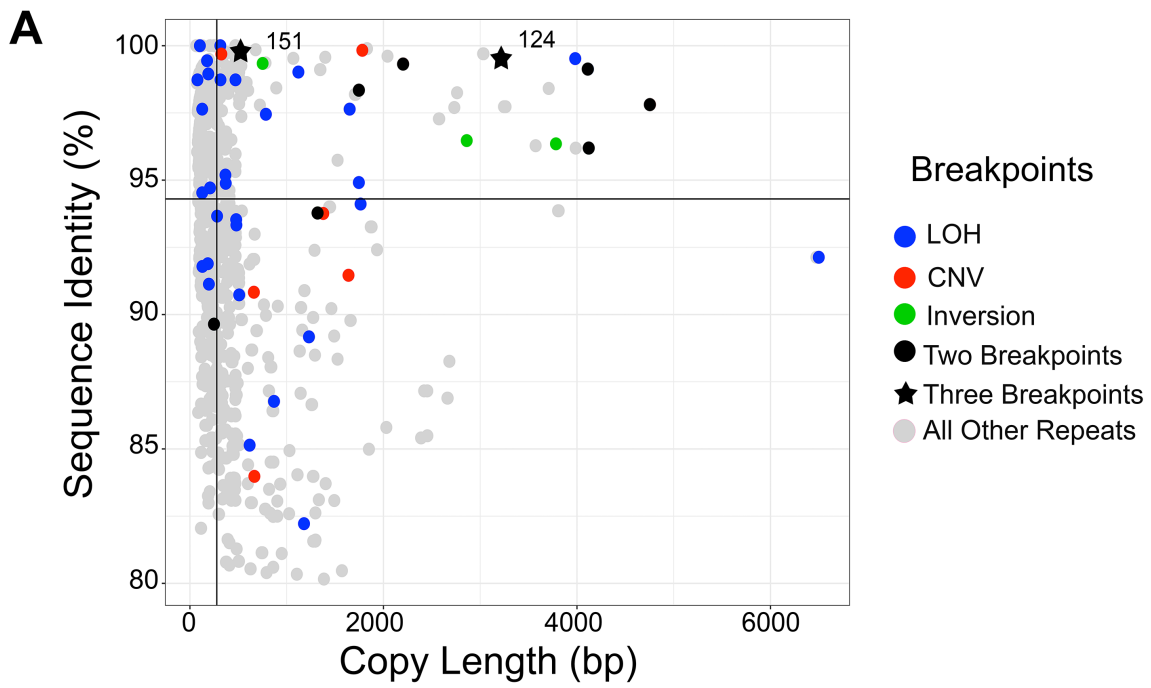 A
151
124
100
95
90
85
80
Sequence Identity (%)
0
2000
4000
6000
Copy Length (bp)
Breakpoints
LOH
CNV
Inversion
Two Breakpoints
Three Breakpoints
All Other Repeats